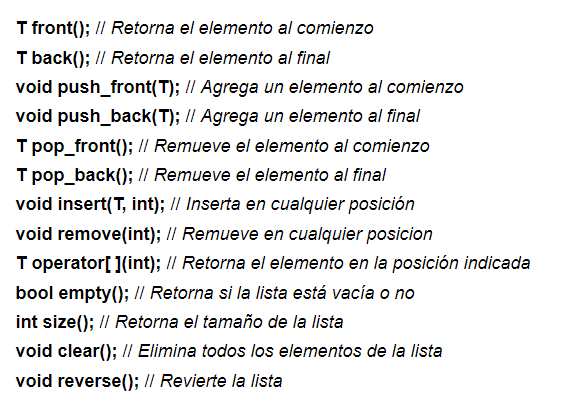 T front(); // Retorna el elemento al comienzo
T back(); // Retorna el elemento al final
void push_front(T); // Agrega un elemento al comienzo
void push_back(T); // Agrega un elemento al final
T pop_front(); // Remueve el elemento al comienzo
T pop_back(); // Remueve el elemento al final
void insert(T, int); // Inserta en cualquier posición
void remove(int); // Remueve en cualquier posicion
T operator[ ](int); // Retorna el elemento en la posición indicada
bool empty(); // Retorna si la lista está vacía o no
int size(); // Retorna el tamaño de la lista
void clear(); // Elimina todos los elementos de la lista
void reverse(); // Revierte la lista